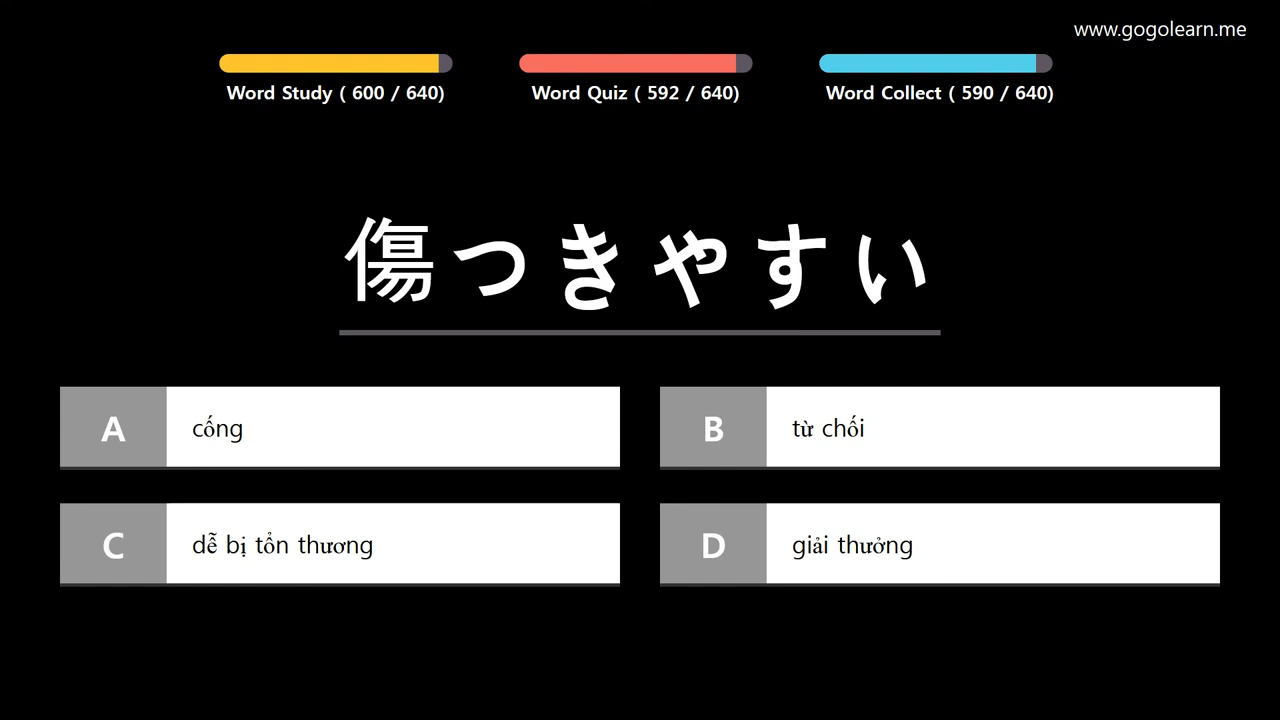 www.gogolearn.me
Word Study ( 600 / 640)
Word Quiz ( 592 / 640)
Word Collect ( 590 / 640)
傷つきやすい
A cống
B từ chối
C dễ bị tổn thương
D giải thưởng